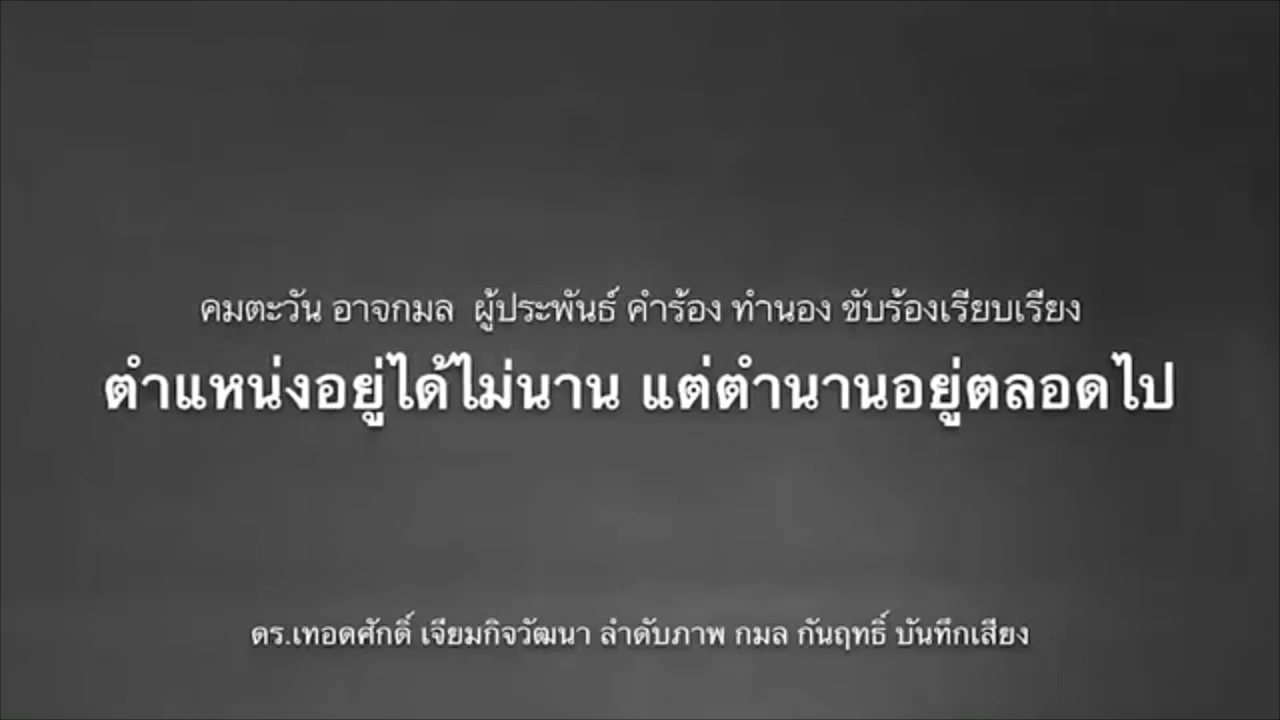 คมตะวัน อาจกมล ผู้ประพันธ์ คำร้อง ทำนอง ขับร้องเรียบเรียง
ตำแหน่งอยู่ได้ไม่นาน แต่ตำนานอยู่ตลอดไป
ดร.เทอดศักดิ์ เจียมกิจวัฒนา ลำดับภาพ กมล กันฤทธิ์ บันทึกเสียง